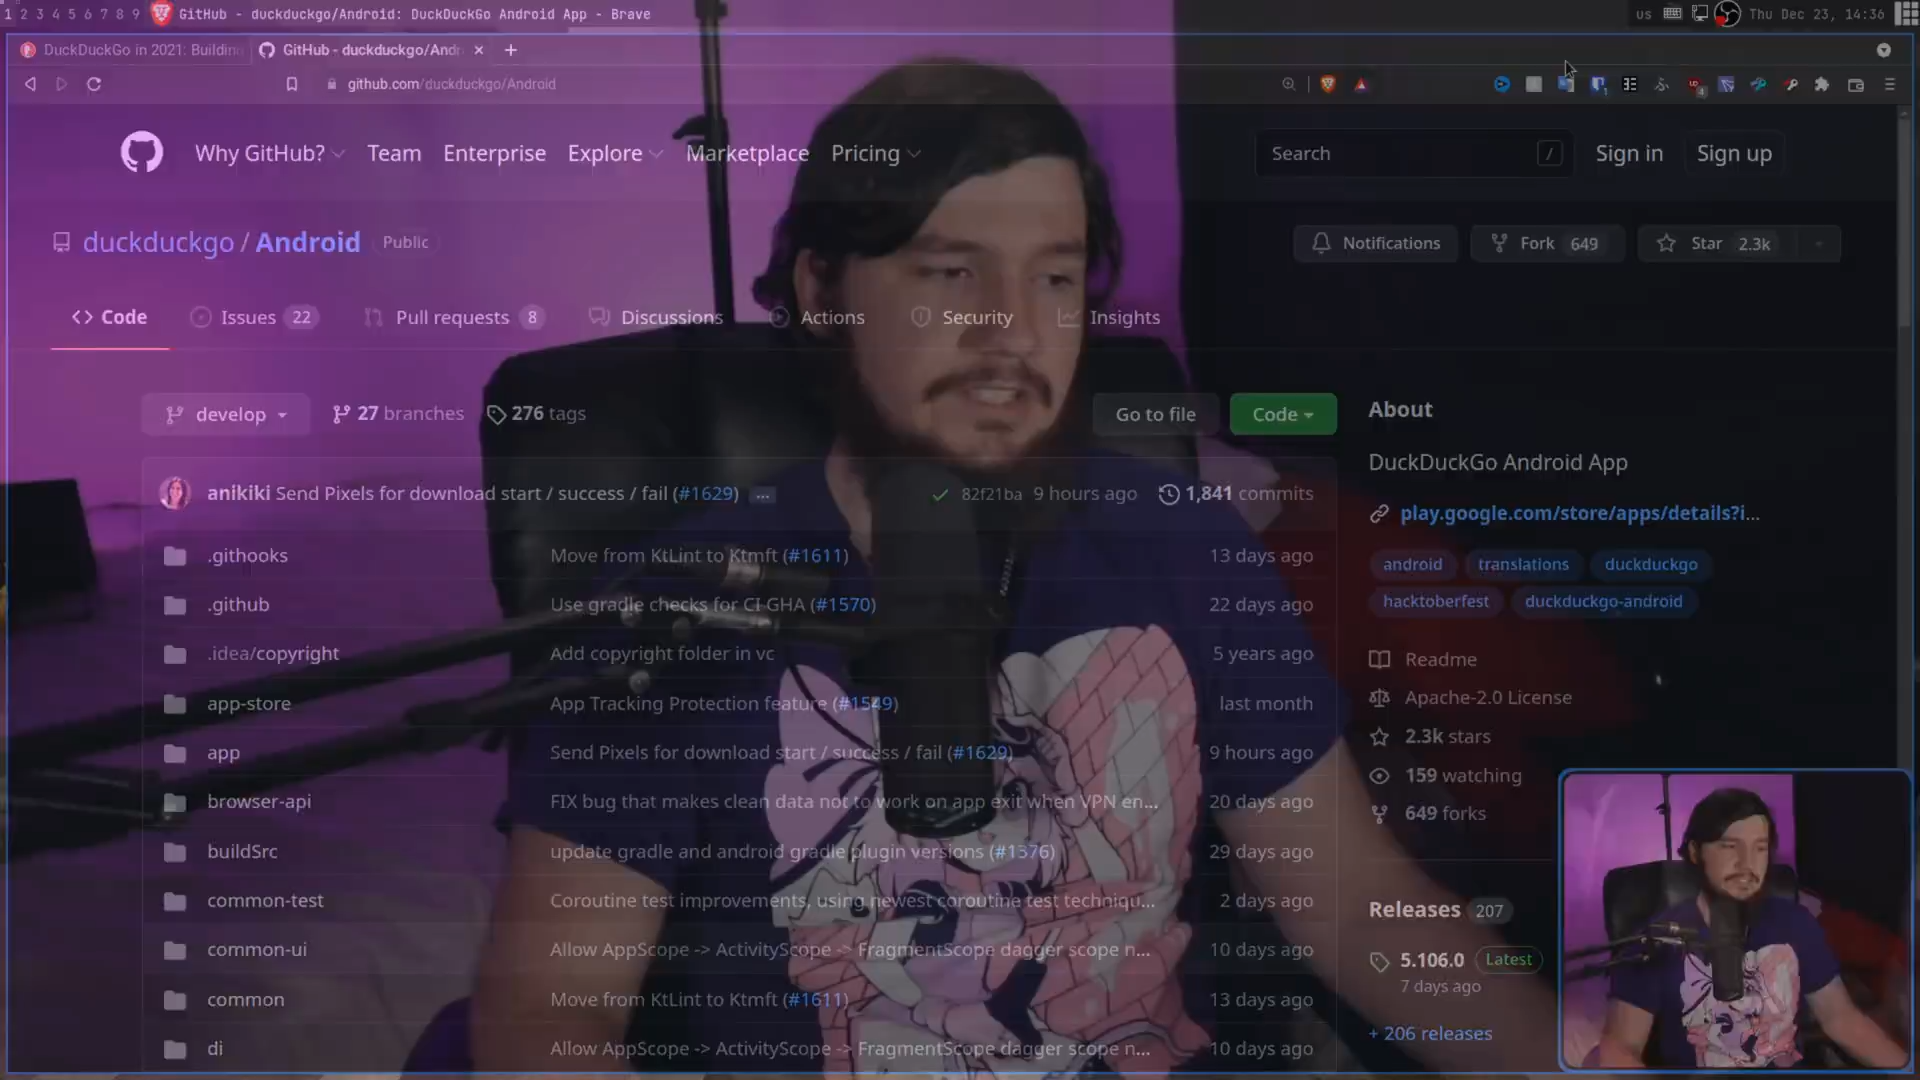 1 2 3 4 5 6 7 8 9 GitHub - duckduckgo/Android: DuckDuckGo Android App - Brave
us Thu Dec 23, 14:36
DuckDuckGo in 2021: Building
GitHub - duckduckgo/Andr
github.com/duckduckgo/Android
Why GitHub? Team Enterprise Explore Marketplace Pricing
Search / Sign in Sign up
duckduckgo / Android Public
Notifications Fork 649 Star 2.3k
Code Issues 22 Pull requests 8 Discussions Actions Security Insights
develop 27 branches 276 tags Go to file Code
anikiki Send Pixels for download start / success / fail (#1629) ... 82f21ba 9 hours ago 1,841 commits
.githooks Move from KtLint to Ktmft (#1611) 13 days ago
.github Use gradle checks for CI GHA (#1570) 22 days ago
.idea/copyright Add copyright folder in vc 5 years ago
app-store App Tracking Protection feature (#1549) last month
app Send Pixels for download start / success / fail (#1629) 9 hours ago
browser-api FIX bug that makes clean data not to work on app exit when VPN en... 20 days ago
buildSrc update gradle and android gradle plugin versions (#1376) 29 days ago
common-test Coroutine test improvements, using newest coroutine test techniqu... 2 days ago
common-ui Allow AppScope -> ActivityScope -> FragmentScope dagger scope n... 10 days ago
common Move from KtLint to Ktmft (#1611) 13 days ago
di Allow AppScope -> ActivityScope -> FragmentScope dagger scope n... 10 days ago
About
DuckDuckGo Android App
play.google.com/store/apps/details?i...
android translations duckduckgo
hacktoberfest duckduckgo-android
Readme
Apache-2.0 License
2.3k stars
159 watching
649 forks
Releases 207
5.106.0 Latest
7 days ago
+ 206 releases